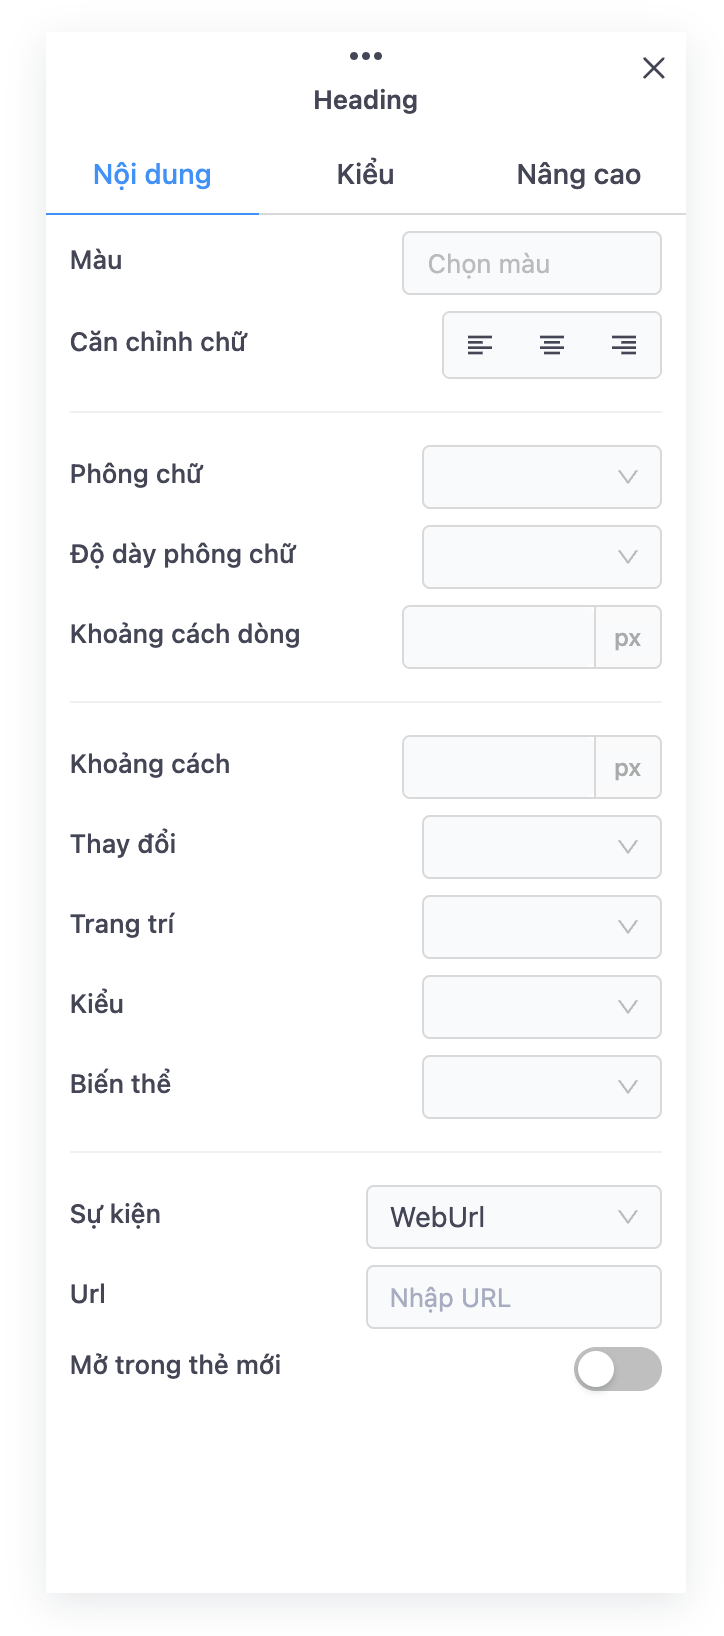 Heading
Nội dung Kiểu Nâng cao
Màu Chọn màu
Căn chỉnh chữ
Phông chữ
Độ dày phông chữ
Khoảng cách dòng px
Khoảng cách px
Thay đổi
Trang trí
Kiểu
Biến thể
Sự kiện WebUrl
Url Nhập URL
Mở trong thẻ mới